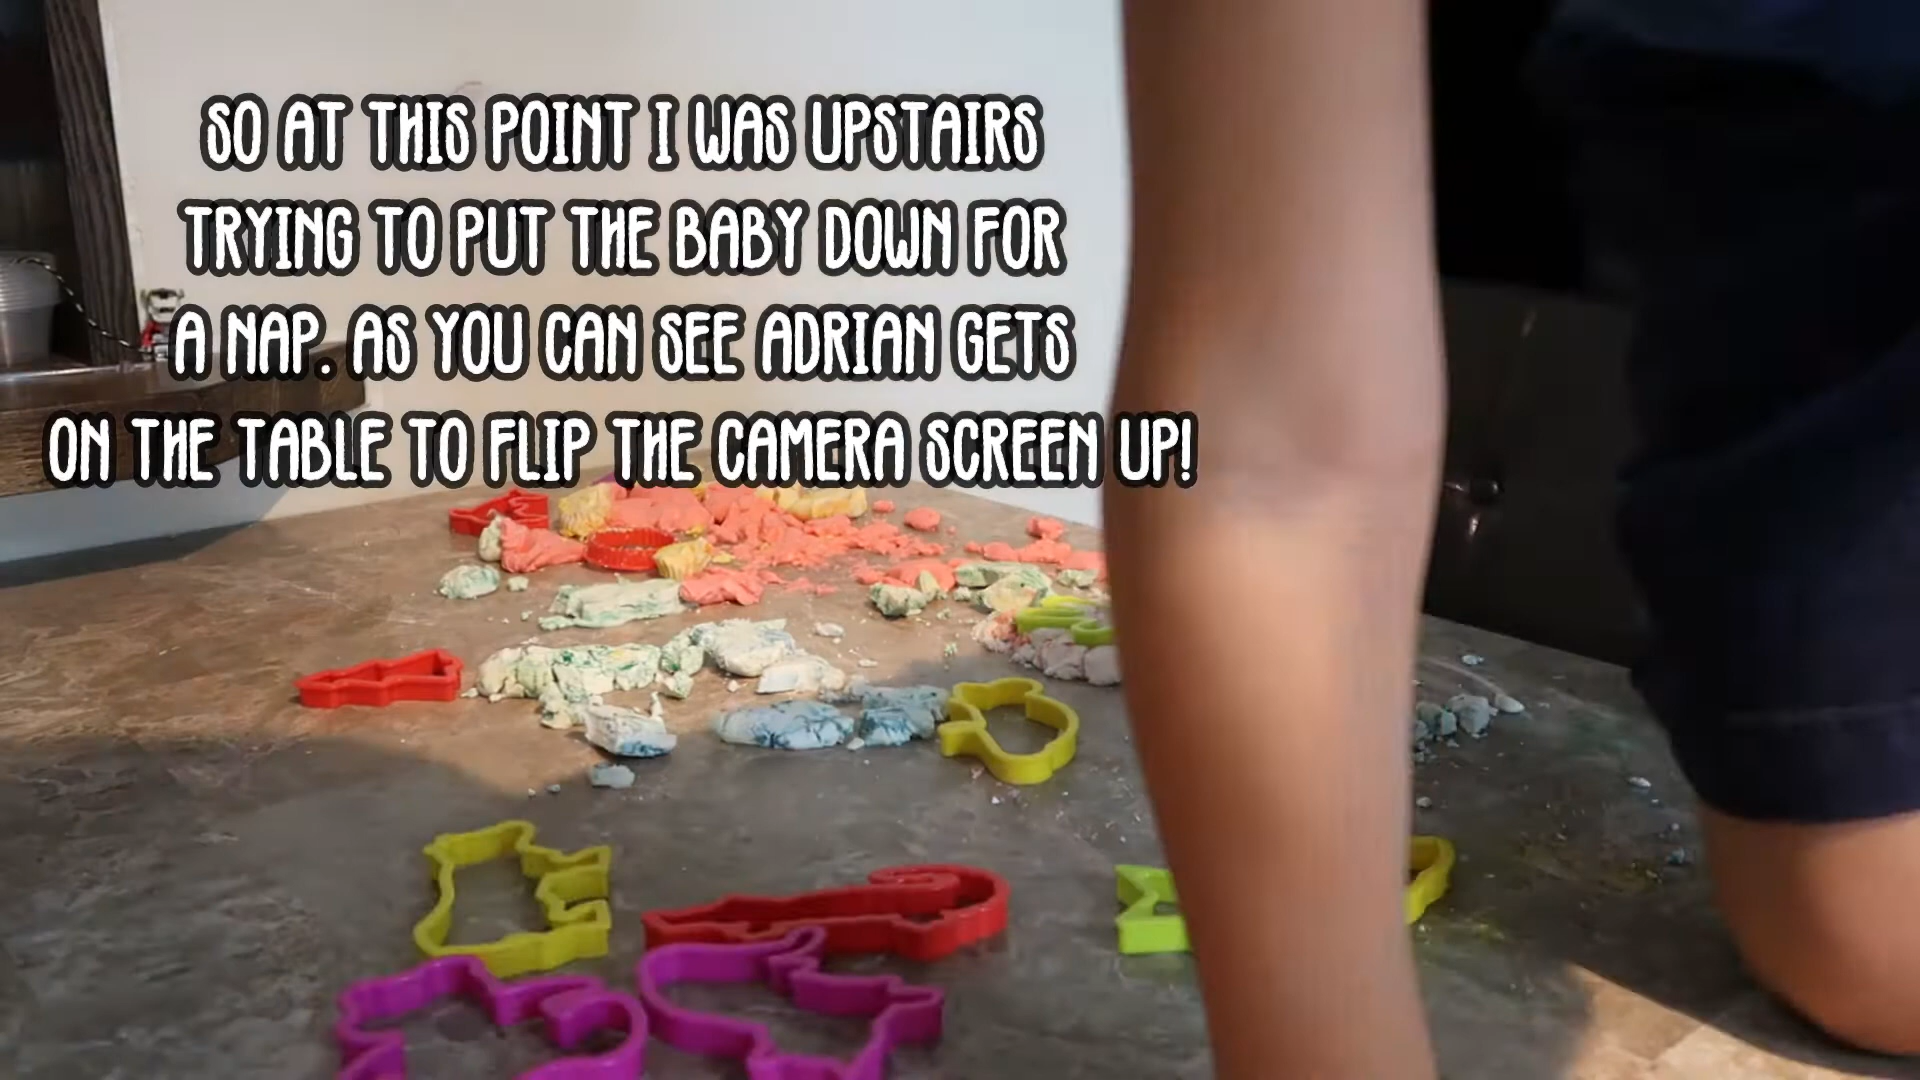 SO AT THIS POINT I WAS UPSTAIRS
TRYING TO PUT THE BABY DOWN FOR
A NAP. AS YOU CAN SEE ADRIAN GETS
ON THE TABLE TO FLIP THE CAMERA SCREEN UP!